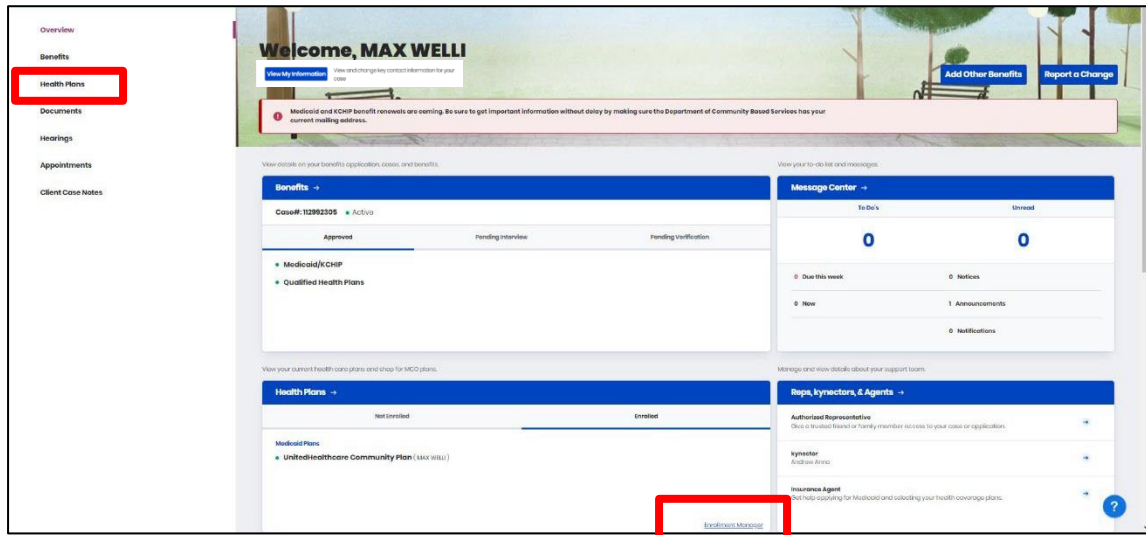 Overview
Benefits
Health Plans
Documents
Hearings
Appointments
Client Case Notes
Welcome, MAX WELLI
View My Information
View and change key contact information for your
case
Add Other Benefits
Report a Change
Medicaid and KCHIP benefit renewals are coming. Be sure to get important information without delay by making sure the Department of Community Based Services has your
current mailing address.
View details on your benefits application, cases, and benefits.
Benefits →
Case#: 112992305 • Active
Approved
Pending Interview
Pending Verification
• Medicaid/KCHIP
• Qualified Health Plans
View your to-do list and messages.
Message Center →
To Do's
Unread
0
0
0 Due this week
0 Notices
0 New
1 Announcements
0 Notifications
View your current health care plans and shop for MCO plans.
Health Plans →
Not Enrolled
Enrolled
Medicaid Plans
• UnitedHealthcare Community Plan ( MAX WELLI )
Enrollment Manager
Manage and view details about your support team.
Reps, kynectors, & Agents →
Authorized Representative
Give a trusted friend or family member access to your case or application.
kynector
Andrew Anna
Insurance Agent
Get help applying for Medicaid and selecting your health coverage plans.
?